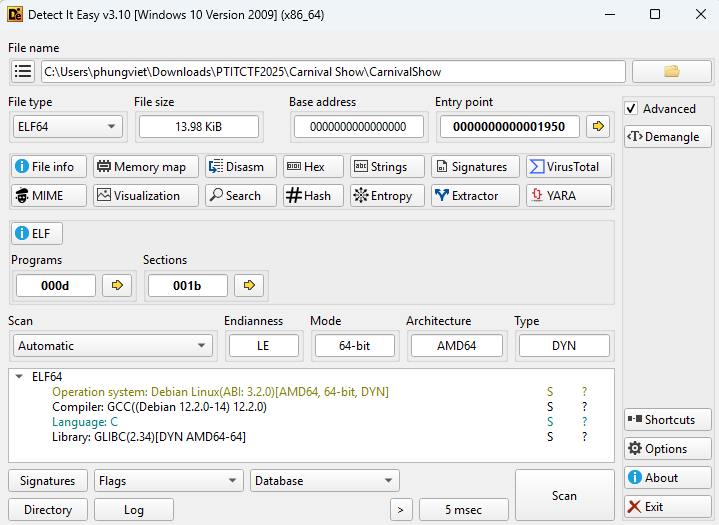 Detect It Easy v3.10 [Windows 10 Version 2009] (x86_64)
File name
C:\Users\phungviet\Downloads\PTITCTF2025\Carnival Show\CarnivalShow
File type File size Base address Entry point Advanced
ELF64 13.98 KiB 0000000000000000 0000000000001950 Demangle
File info Memory map Disasm Hex Strings Signatures VirusTotal
MIME Visualization Search Hash Entropy Extractor YARA
ELF
Programs Sections
000d 001b
Scan Endianness Mode Architecture Type
Automatic LE 64-bit AMD64 DYN
ELF64
Operation system: Debian Linux(ABI: 3.2.0)[AMD64, 64-bit, DYN] S ?
Compiler: GCC((Debian 12.2.0-14) 12.2.0) S ?
Language: C S ?
Library: GLIBC(2.34)[DYN AMD64-64] S ?
Shortcuts
Options
Signatures Flags Database Scan About
Directory Log > 5 msec Exit